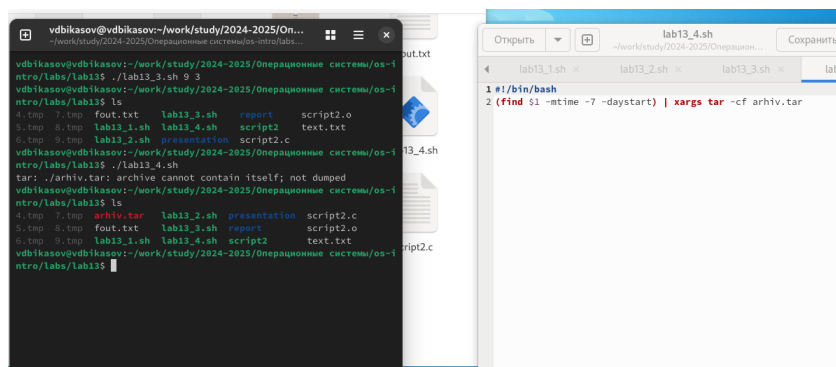 vdbikasov@vdbikasov:~/work/study/2024-2025/Оп...
~/work/study/2024-2025/Операционные системы/os-intro/labs...
vdbikasov@vdbikasov:~/work/study/2024-2025/Операционные системы/os-i
ntro/labs/lab13$ ./lab13_3.sh 9 3
vdbikasov@vdbikasov:~/work/study/2024-2025/Операционные системы/os-i
ntro/labs/lab13$ ls
4.tmp 7.tmp fout.txt lab13_3.sh report script2.o
5.tmp 8.tmp lab13_1.sh lab13_4.sh script2 text.txt
6.tmp 9.tmp lab13_2.sh presentation script2.c
vdbikasov@vdbikasov:~/work/study/2024-2025/Операционные системы/os-i
ntro/labs/lab13$ ./lab13_4.sh
tar: ./arhiv.tar: archive cannot contain itself; not dumped
vdbikasov@vdbikasov:~/work/study/2024-2025/Операционные системы/os-i
ntro/labs/lab13$ ls
4.tmp 7.tmp arhiv.tar lab13_2.sh presentation script2.c
5.tmp 8.tmp fout.txt lab13_3.sh report script2.o
6.tmp 9.tmp lab13_1.sh lab13_4.sh script2 text.txt
vdbikasov@vdbikasov:~/work/study/2024-2025/Операционные системы/os-i
ntro/labs/lab13$
out.txt
13_4.sh
ript2.c
Открыть
lab13_4.sh
~/work/study/2024-2025/Операцион...
Сохранить
lab13_1.sh × lab13_2.sh × lab13_3.sh × lab
1 #!/bin/bash
2 (find $1 -mtime -7 -daystart) | xargs tar -cf arhiv.tar